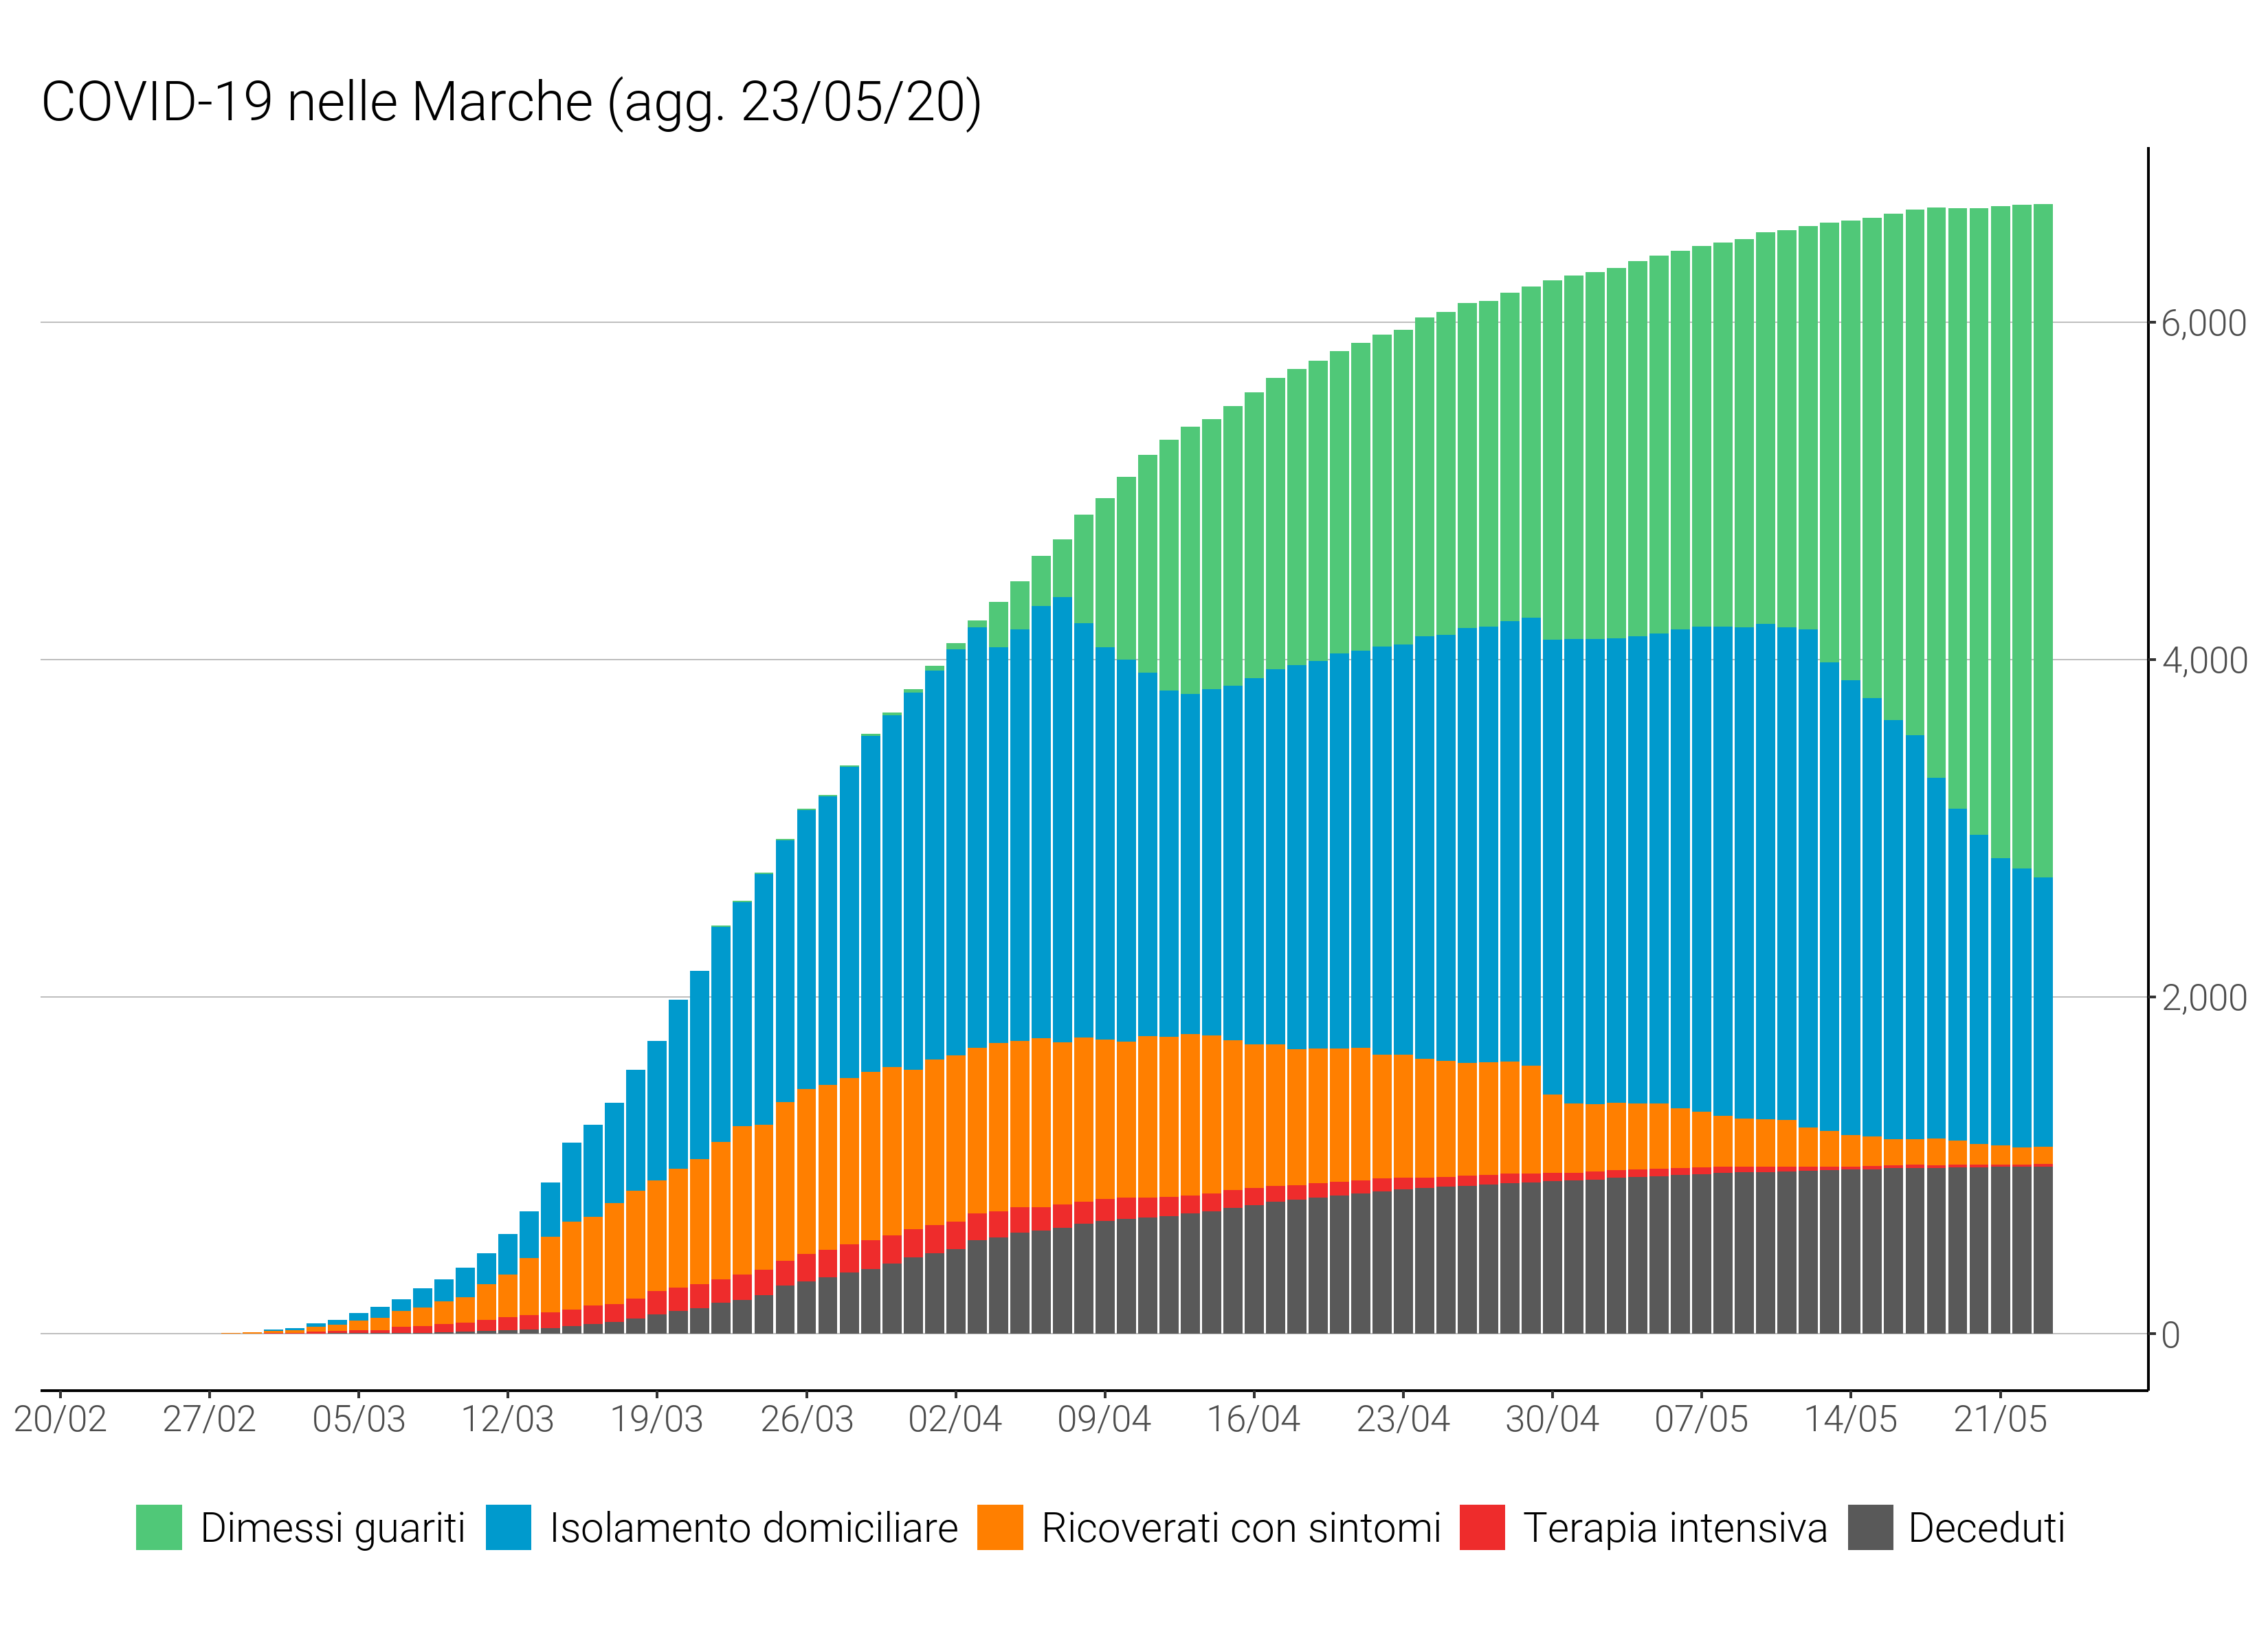 COVID-19 nelle Marche (agg. 23/05/20)
6,000
4,000
2,000
0
20/02 27/02 05/03 12/03 19/03 26/03 02/04 09/04 16/04 23/04 30/04 07/05 14/05 21/05
Dimessi guariti Isolamento domiciliare Ricoverati con sintomi Terapia intensiva Deceduti